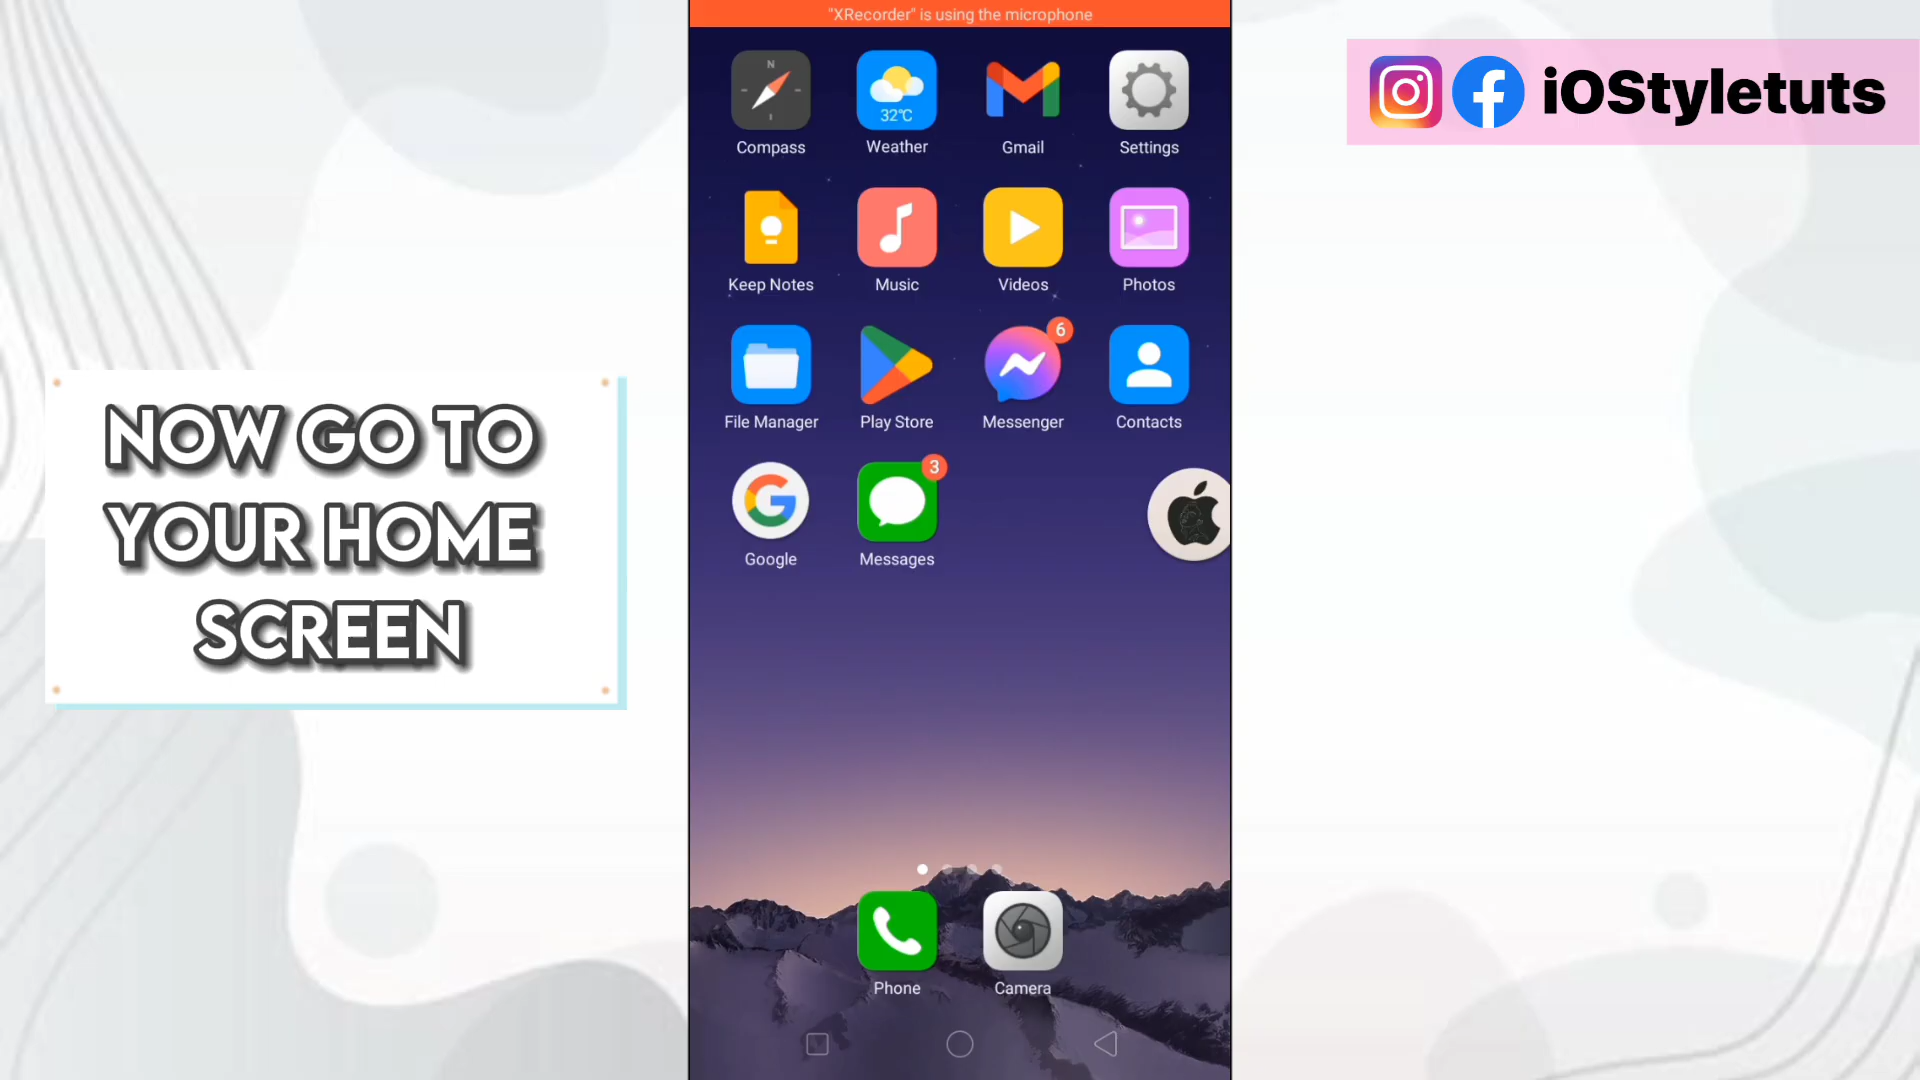 "XRecorder" is using the microphone
N
32°C
Compass
Weather
Gmail
Settings
Keep Notes
Music
Videos
Photos
6
File Manager
Play Store
Messenger
Contacts
3
Google
Messages
Phone
Camera
NOW GO TO
YOUR HOME
SCREEN
iOStyletuts